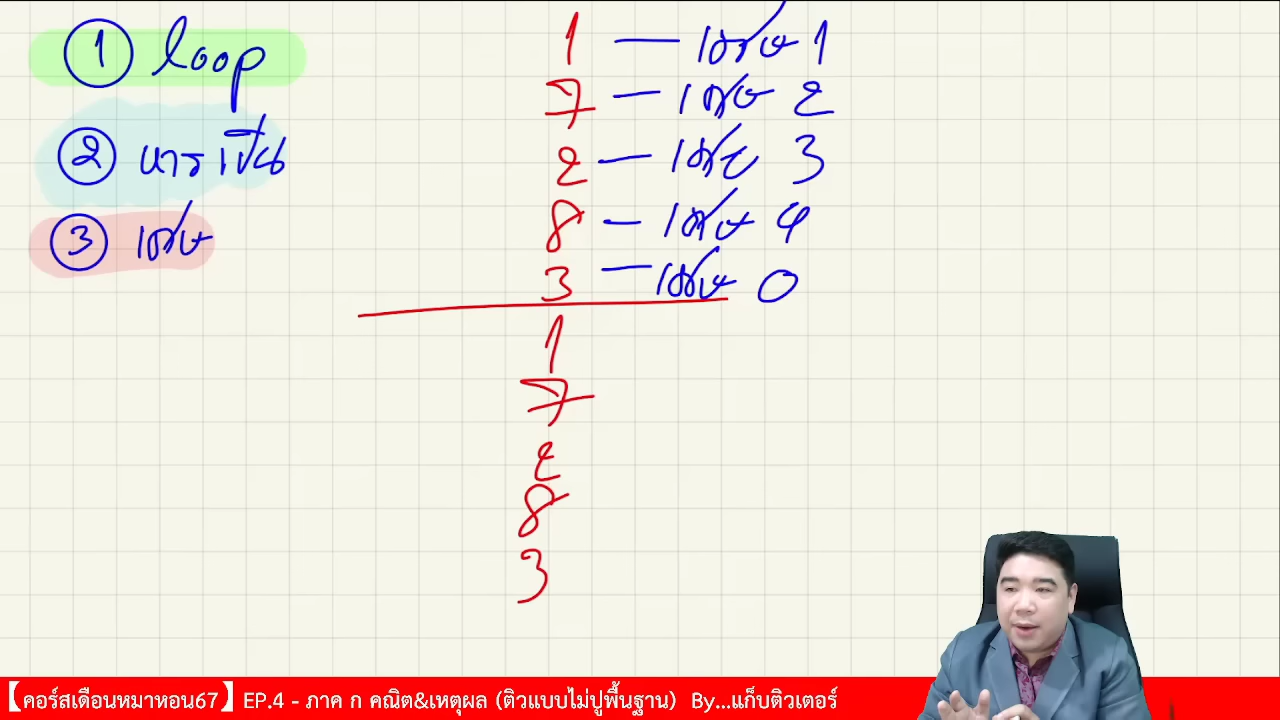 ① loop
② หารเป็น
③ เศษ
1 — เศษ 1
7 — เศษ 2
2 — เศษ 3
8 — เศษ 4
3 — เศษ 0
1
7
2
8
3
【คอร์สเดือนหมาหอน67】 EP.4 - ภาค ก คณิต&เหตุผล (ติวแบบไม่ปูพื้นฐาน) By...แก็บติวเตอร์